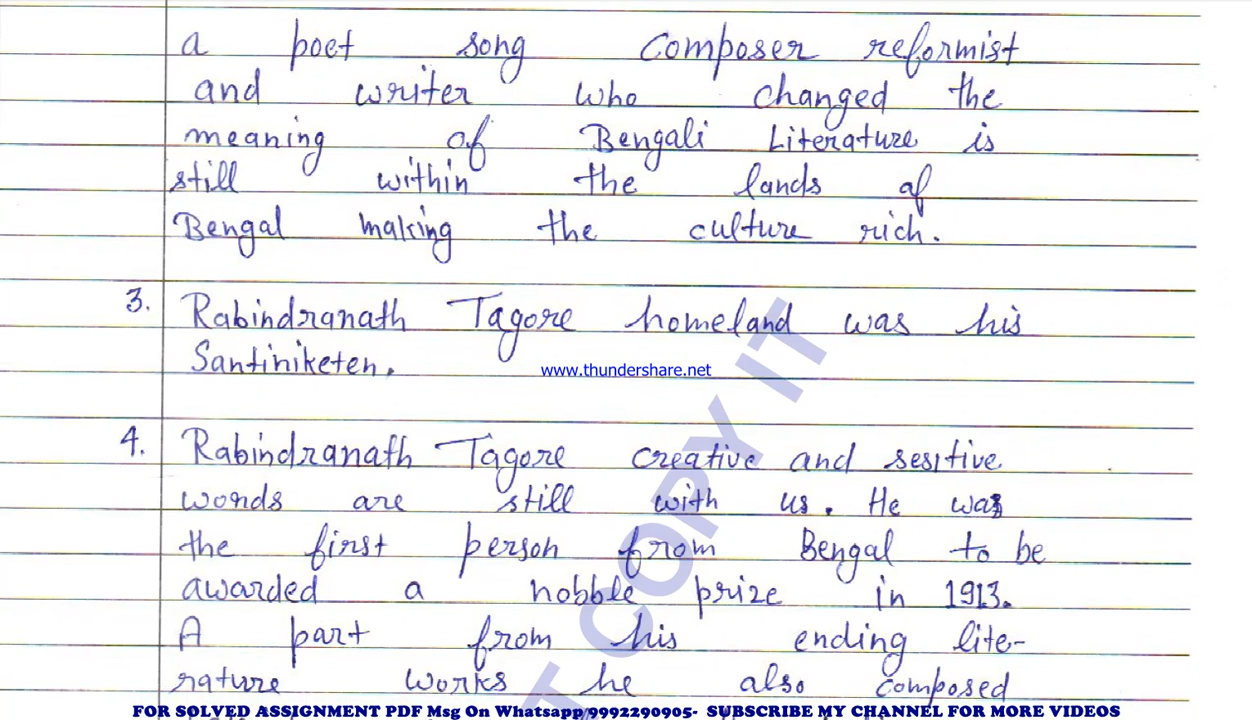 a poet song composer reformist
and writer who changed the
meaning of Bengali Literature is
still within the lands of
Bengal making the culture rich.
3. Rabindranath Tagore homeland was his
Santiniketen.
www.thundershare.net
4. Rabindranath Tagore creative and sesitive
words are still with us. He was
the first person from Bengal to be
awarded a nobble prize in 1913.
A part from his ending lite-
rature works he also composed
T COPY IT
FOR SOLVED ASSIGNMENT PDF Msg On Whatsapp/9992290905- SUBSCRIBE MY CHANNEL FOR MORE VIDEOS